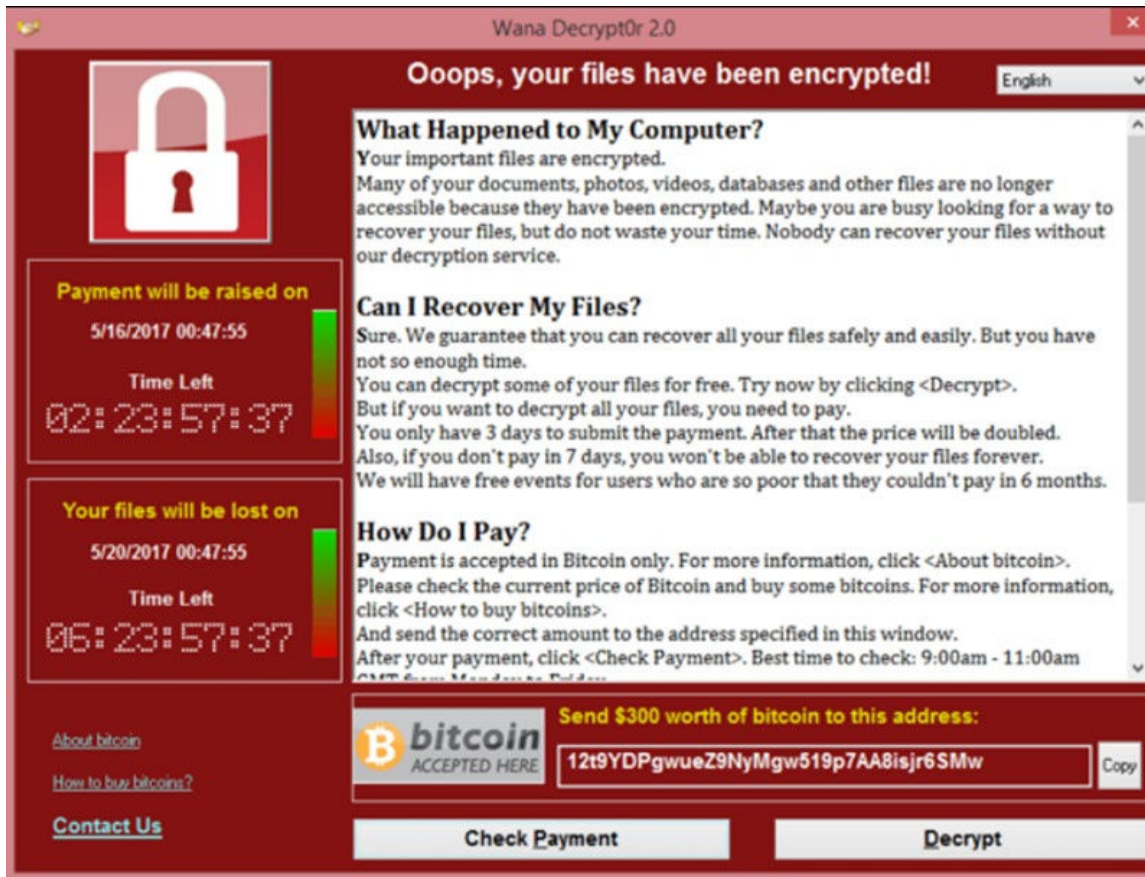 Wana Decrypt0r 2.0
Ooops, your files have been encrypted!
English
Payment will be raised on
5/16/2017 00:47:55
Time Left
02:23:57:37
Your files will be lost on
5/20/2017 00:47:55
Time Left
06:23:57:37
About bitcoin
How to buy bitcoins?
Contact Us
What Happened to My Computer?
Your important files are encrypted.
Many of your documents, photos, videos, databases and other files are no longer
accessible because they have been encrypted. Maybe you are busy looking for a way to
recover your files, but do not waste your time. Nobody can recover your files without
our decryption service.
Can I Recover My Files?
Sure. We guarantee that you can recover all your files safely and easily. But you have
not so enough time.
You can decrypt some of your files for free. Try now by clicking <Decrypt>.
But if you want to decrypt all your files, you need to pay.
You only have 3 days to submit the payment. After that the price will be doubled.
Also, if you don't pay in 7 days, you won't be able to recover your files forever.
We will have free events for users who are so poor that they couldn't pay in 6 months.
How Do I Pay?
Payment is accepted in Bitcoin only. For more information, click <About bitcoin>.
Please check the current price of Bitcoin and buy some bitcoins. For more information,
click <How to buy bitcoins>.
And send the correct amount to the address specified in this window.
After your payment, click <Check Payment>. Best time to check: 9:00am - 11:00am
GMT from Monday to Friday
bitcoin
ACCEPTED HERE
Send $300 worth of bitcoin to this address:
12t9YDPgwueZ9NyMgw519p7AA8isjr6SMw
Copy
Check Payment
Decrypt